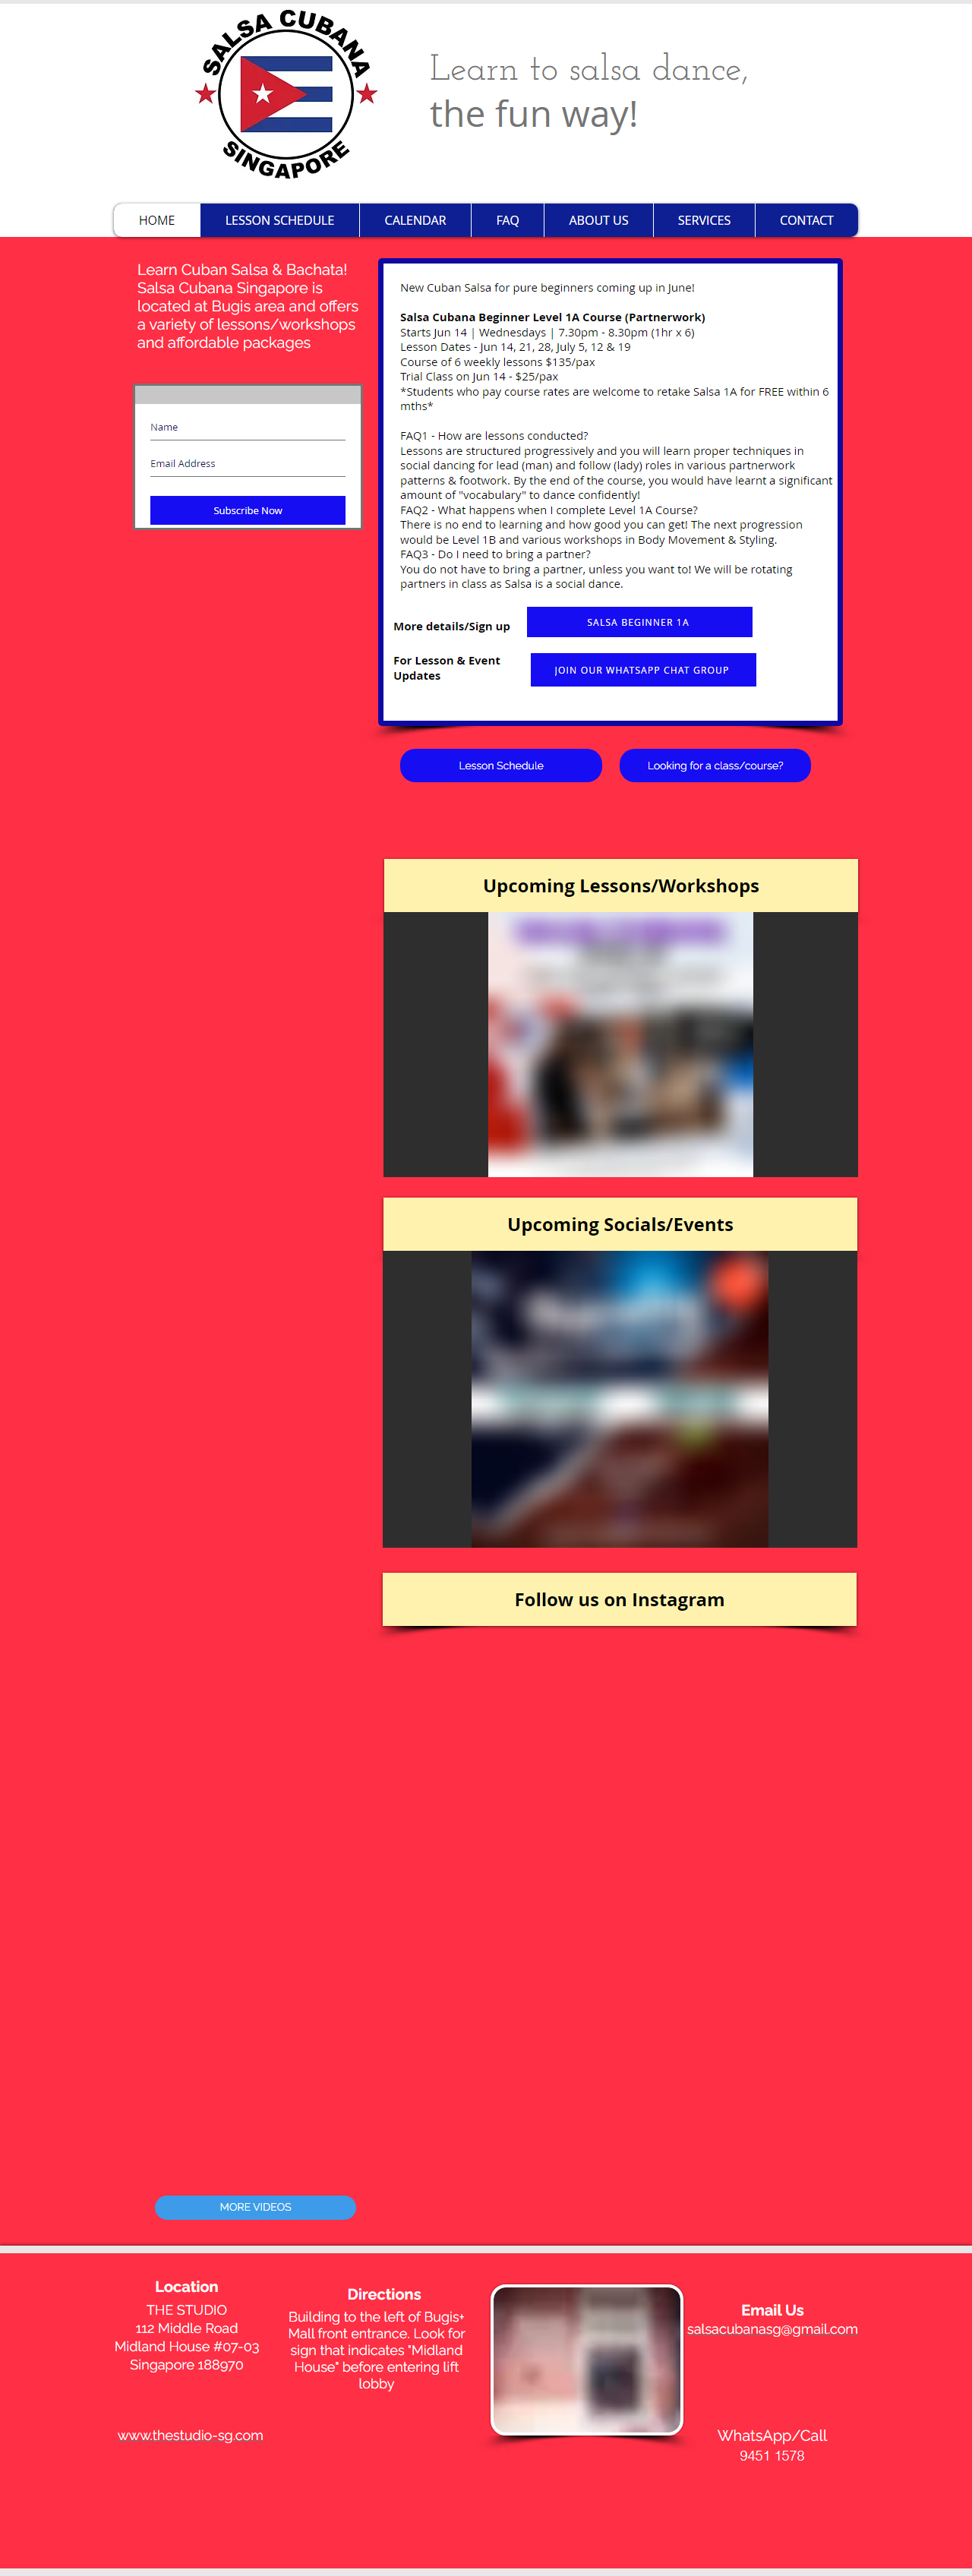 SALSA CUBANA
SINGAPORE
Learn to salsa dance,
the fun way!
HOME
LESSON SCHEDULE
CALENDAR
FAQ
ABOUT US
SERVICES
CONTACT
Learn Cuban Salsa & Bachata!
Salsa Cubana Singapore is
located at Bugis area and offers
a variety of lessons/workshops
and affordable packages
Name
Email Address
Subscribe Now
New Cuban Salsa for pure beginners coming up in June!
Salsa Cubana Beginner Level 1A Course (Partnerwork)
Starts Jun 14 | Wednesdays | 7.30pm - 8.30pm (1hr x 6)
Lesson Dates - Jun 14, 21, 28, July 5, 12 & 19
Course of 6 weekly lessons $135/pax
Trial Class on Jun 14 - $25/pax
*Students who pay course rates are welcome to retake Salsa 1A for FREE within 6
mths*
FAQ1 - How are lessons conducted?
Lessons are structured progressively and you will learn proper techniques in
social dancing for lead (man) and follow (lady) roles in various partnerwork
patterns & footwork. By the end of the course, you would have learnt a significant
amount of "vocabulary" to dance confidently!
FAQ2 - What happens when I complete Level 1A Course?
There is no end to learning and how good you can get! The next progression
would be Level 1B and various workshops in Body Movement & Styling.
FAQ3 - Do I need to bring a partner?
You do not have to bring a partner, unless you want to! We will be rotating
partners in class as Salsa is a social dance.
More details/Sign up
SALSA BEGINNER 1A
For Lesson & Event
Updates
JOIN OUR WHATSAPP CHAT GROUP
Lesson Schedule
Looking for a class/course?
Upcoming Lessons/Workshops
Upcoming Socials/Events
Follow us on Instagram
MORE VIDEOS
Location
THE STUDIO
112 Middle Road
Midland House #07-03
Singapore 188970
www.thestudio-sg.com
Directions
Building to the left of Bugis+
Mall front entrance. Look for
sign that indicates "Midland
House" before entering lift
lobby
Email Us
salsacubanasg@gmail.com
WhatsApp/Call
9451 1578